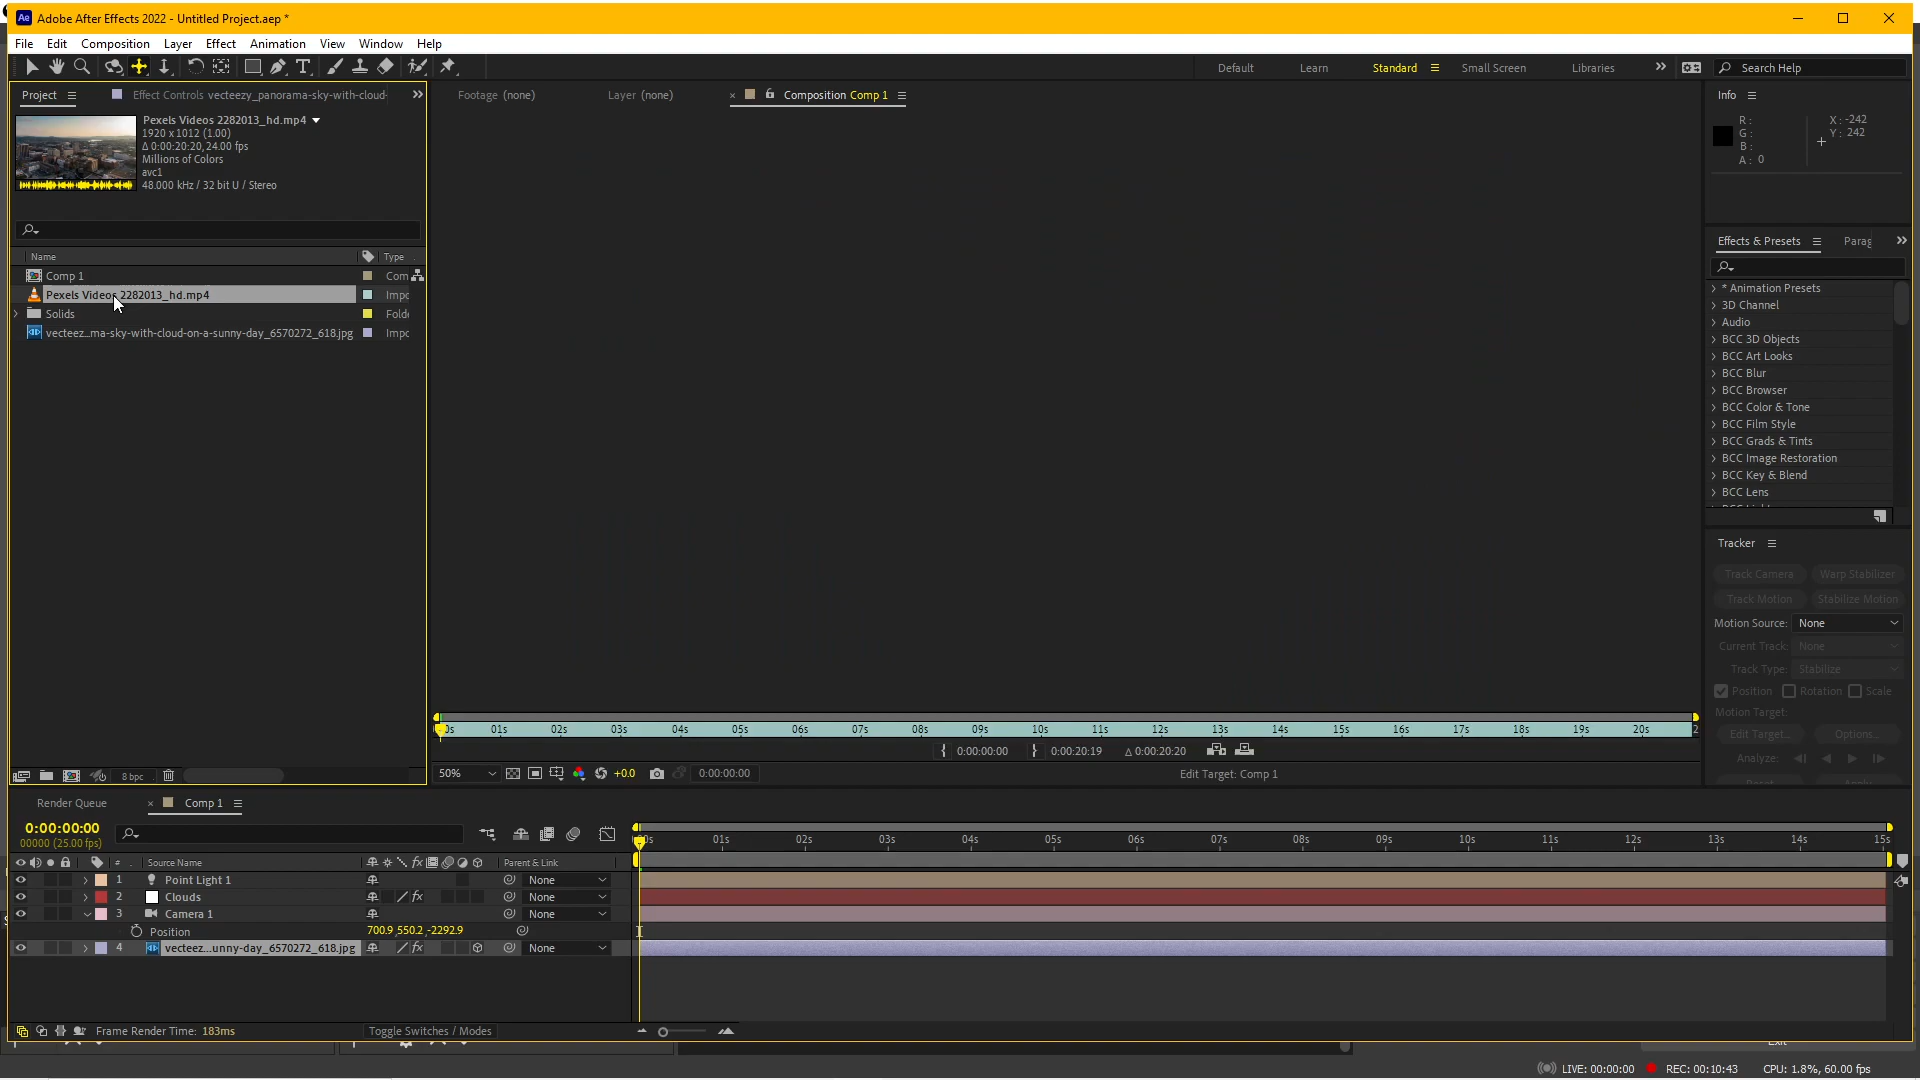 Adobe After Effects 2022 - Untitled Project.aep *
File Edit Composition Layer Effect Animation View Window Help
Default Learn Standard Small Screen Libraries Search Help
Project Effect Controls vecteezy_panorama-sky-with-cloud-
Pexels Videos 2282013_hd.mp4
1920 x 1012 (1.00)
Δ 0:00:20:20, 24.00 fps
Millions of Colors
avc1
48.000 kHz / 32 bit U / Stereo
Name Type
Comp 1 Com
Pexels Videos 2282013_hd.mp4 Impo
Solids Folde
vecteez...ma-sky-with-cloud-on-a-sunny-day_6570272_618.jpg Impo
8 bpc
Footage (none) Layer (none) Composition Comp 1
00s 01s 02s 03s 04s 05s 06s 07s 08s 09s 10s 11s 12s 13s 14s 15s 16s 17s 18s 19s 20s 2
0:00:00:00 0:00:20:19 Δ 0:00:20:20
50% +0.0 0:00:00:00 Edit Target: Comp 1
Info
R: X: -242
G: Y: 242
B:
A: 0
Effects & Presets Parag
* Animation Presets
3D Channel
Audio
BCC 3D Objects
BCC Art Looks
BCC Blur
BCC Browser
BCC Color & Tone
BCC Film Style
BCC Grads & Tints
BCC Image Restoration
BCC Key & Blend
BCC Lens
Tracker
Track Camera Warp Stabilizer
Track Motion Stabilize Motion
Motion Source: None
Current Track: None
Track Type: Stabilize
Position Rotation Scale
Motion Target:
Edit Target... Options...
Analyze:
Reset Apply
Render Queue Comp 1
0:00:00:00
00000 (25.00 fps)
00s 01s 02s 03s 04s 05s 06s 07s 08s 09s 10s 11s 12s 13s 14s 15s
# Source Name fx Parent & Link
1 Point Light 1 None
2 Clouds fx None
3 Camera 1 None
Position 700.9, 550.2, -2292.9
4 vecteez...unny-day_6570272_618.jpg fx None
Frame Render Time: 183ms Toggle Switches / Modes
Exit
LIVE: 00:00:00 REC: 00:10:43 CPU: 1.8%, 60.00 fps